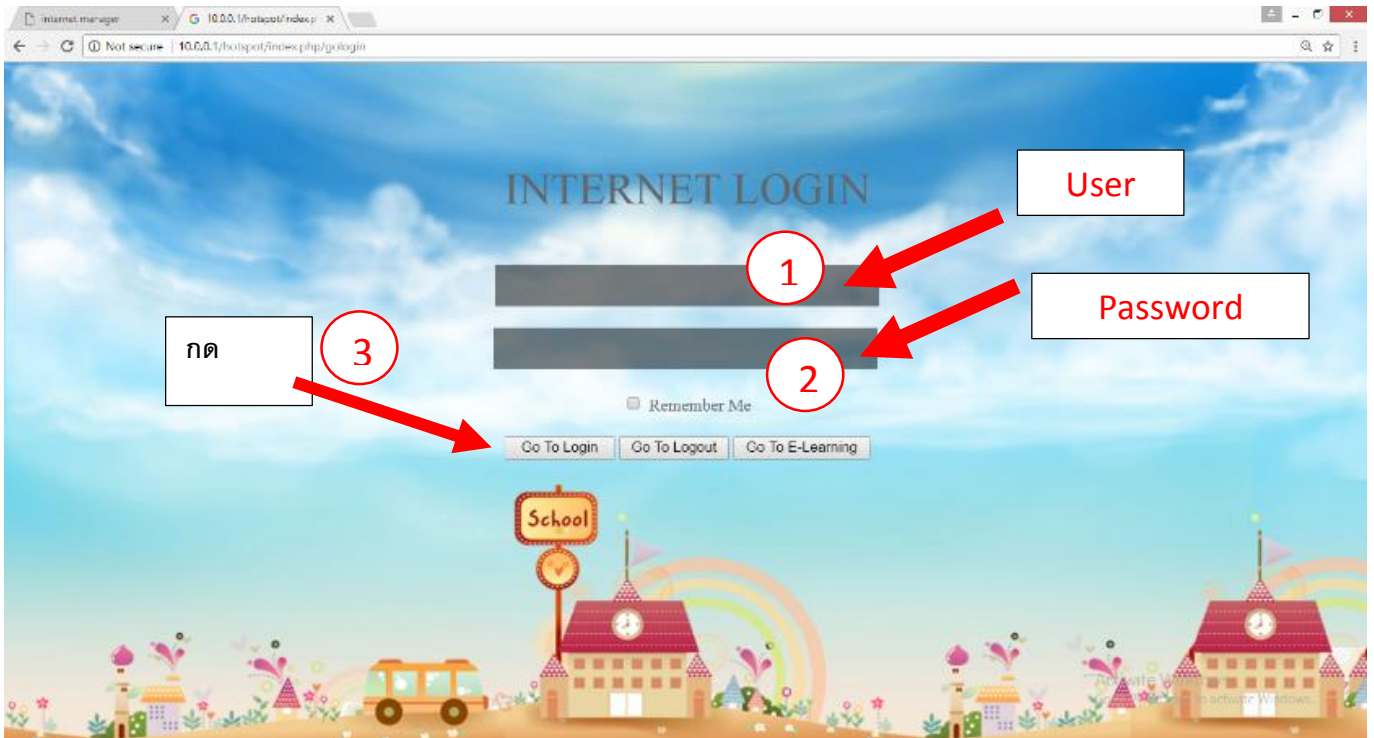 internet manager
10.0.0.1/hotspot/index.p
Not secure 10.0.0.1/hotspot/index.php/gologin
INTERNET LOGIN
User
1
Password
กด
3
2
Remember Me
Go To Login Go To Logout Go To E-Learning
School